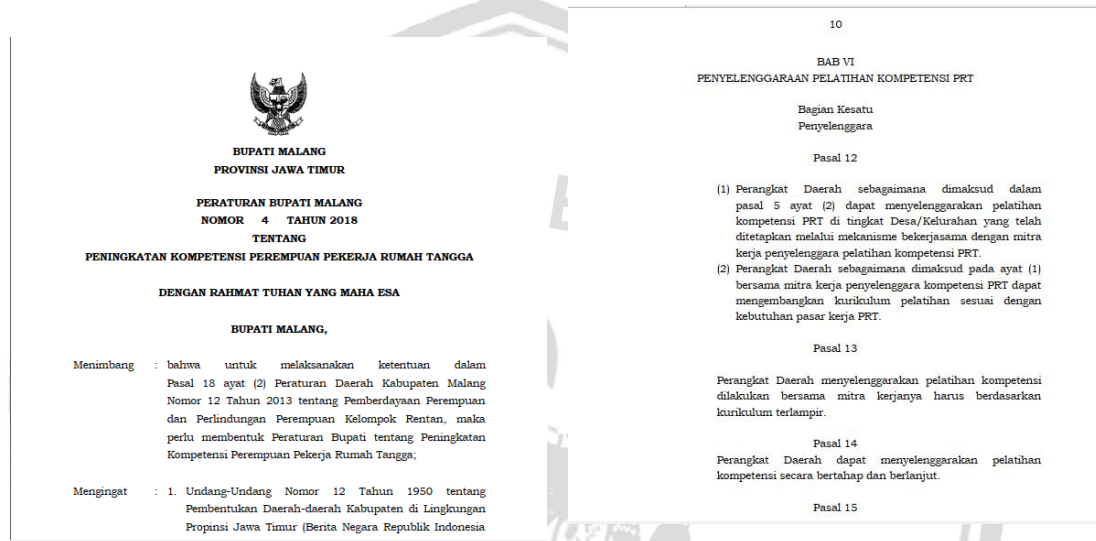 BUPATI MALANG
PROVINSI JAWA TIMUR
PERATURAN BUPATI MALANG
NOMOR 4 TAHUN 2018
TENTANG
PENINGKATAN KOMPETENSI PEREMPUAN PEKERJA RUMAH TANGGA
DENGAN RAHMAT TUHAN YANG MAHA ESA
BUPATI MALANG,
Menimbang : bahwa untuk melaksanakan ketentuan dalam
Pasal 18 ayat (2) Peraturan Daerah Kabupaten Malang
Nomor 12 Tahun 2013 tentang Pemberdayaan Perempuan
dan Perlindungan Perempuan Kelompok Rentan, maka
perlu membentuk Peraturan Bupati tentang Peningkatan
Kompetensi Perempuan Pekerja Rumah Tangga;
Mengingat : 1. Undang-Undang Nomor 12 Tahun 1950 tentang
Pembentukan Daerah-daerah Kabupaten di Lingkungan
Propinsi Jawa Timur (Berita Negara Republik Indonesia
10
BAB VI
PENYELENGGARAAN PELATIHAN KOMPETENSI PRT
Bagian Kesatu
Penyelenggara
Pasal 12
(1) Perangkat Daerah sebagaimana dimaksud dalam
pasal 5 ayat (2) dapat menyelenggarakan pelatihan
kompetensi PRT di tingkat Desa/Kelurahan yang telah
ditetapkan melalui mekanisme bekerjasama dengan mitra
kerja penyelenggara pelatihan kompetensi PRT.
(2) Perangkat Daerah sebagaimana dimaksud pada ayat (1)
bersama mitra kerja penyelenggara kompetensi PRT dapat
mengembangkan kurikulum pelatihan sesuai dengan
kebutuhan pasar kerja PRT.
Pasal 13
Perangkat Daerah menyelenggarakan pelatihan kompetensi
dilakukan bersama mitra kerjanya harus berdasarkan
kurikulum terlampir.
Pasal 14
Perangkat Daerah dapat menyelenggarakan pelatihan
kompetensi secara bertahap dan berlanjut.
Pasal 15